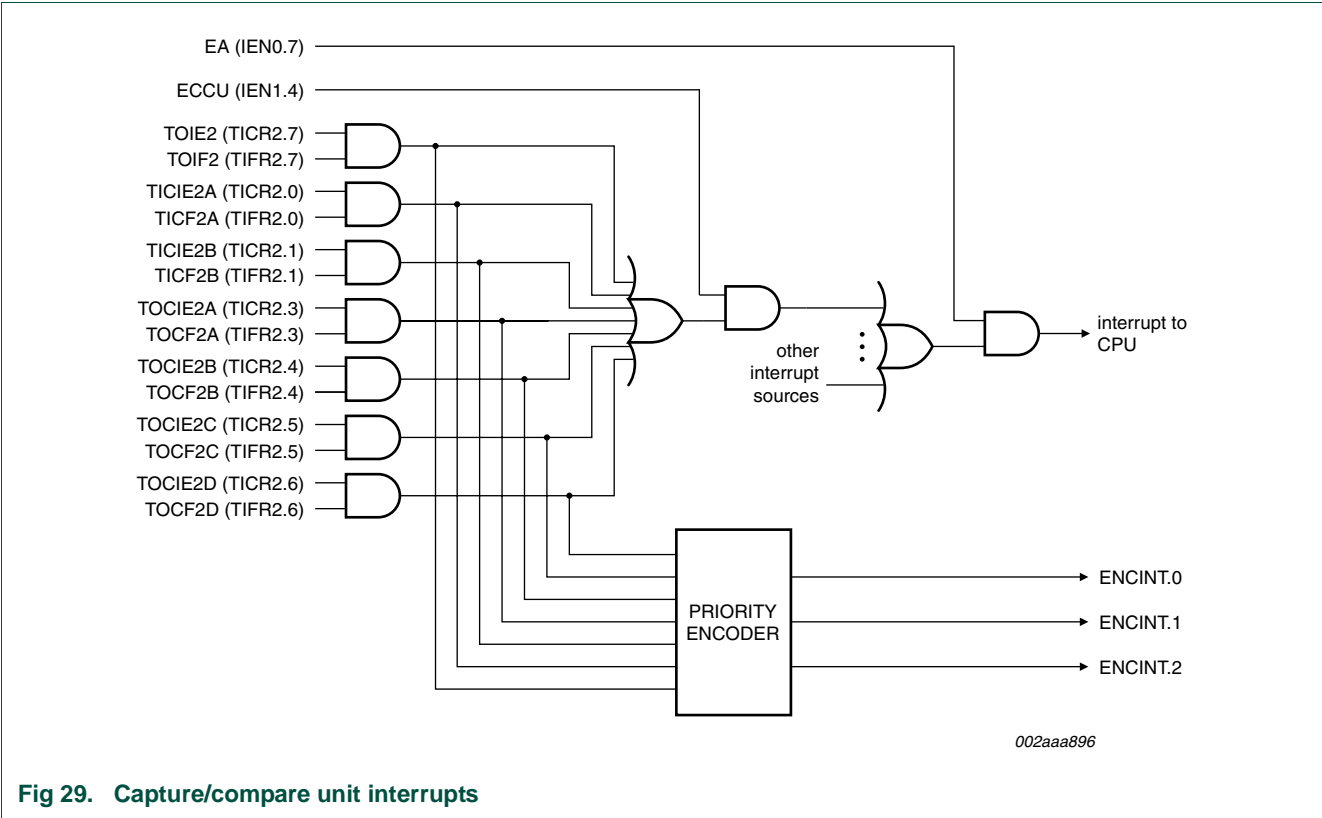 EA (IEN0.7)
ECCU (IEN1.4)
TOIE2 (TICR2.7)
TOIF2 (TIFR2.7)
TICIE2A (TICR2.0)
TICF2A (TIFR2.0)
TICIE2B (TICR2.1)
TICF2B (TIFR2.1)
TOCIE2A (TICR2.3)
TOCF2A (TIFR2.3)
TOCIE2B (TICR2.4)
TOCF2B (TIFR2.4)
TOCIE2C (TICR2.5)
TOCF2C (TIFR2.5)
TOCIE2D (TICR2.6)
TOCF2D (TIFR2.6)
other
interrupt
sources
interrupt to
CPU
PRIORITY
ENCODER
ENCINT.0
ENCINT.1
ENCINT.2
002aaa896
Fig 29. Capture/compare unit interrupts